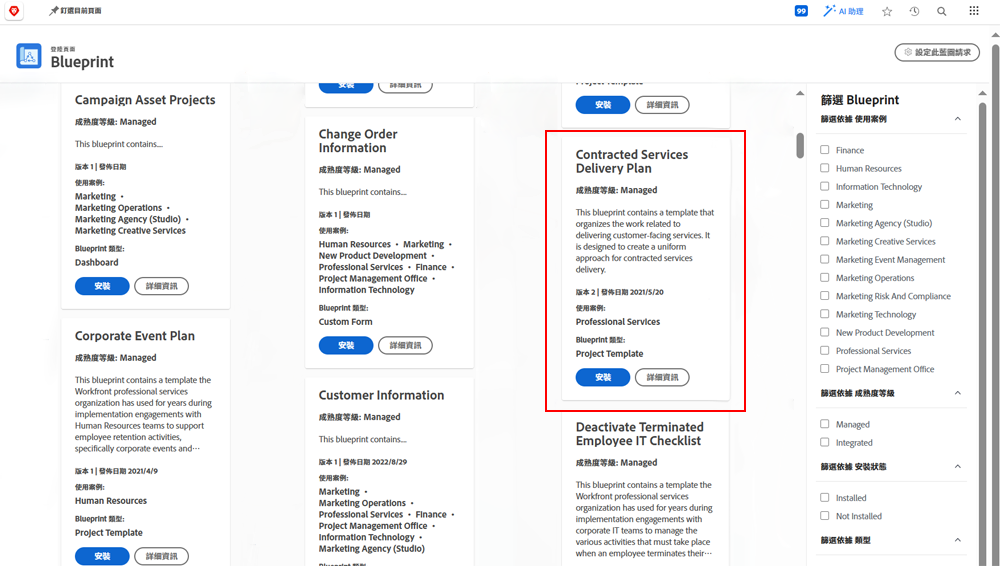 釘選目前頁面
99
AI 助理
登陸頁面
Blueprint
設定此藍圖請求
Campaign Asset Projects
成熟度等級: Managed
This blueprint contains...
版本 1 | 發佈日期
使用案例:
Marketing •
Marketing Operations •
Marketing Agency (Studio) •
Marketing Creative Services
Blueprint 類型:
Dashboard
安裝
詳細資訊
Corporate Event Plan
成熟度等級: Managed
This blueprint contains a template the
Workfront professional services
organization has used for years during
implementation engagements with
Human Resources teams to support
employee retention activities,
specifically corporate events and⋯
版本 1 | 發佈日期 2021/4/9
使用案例:
Human Resources
Blueprint 類型:
Project Template
安裝
詳細資訊
安裝
詳細資訊
Change Order
Information
成熟度等級: Managed
This blueprint contains...
版本 1 | 發佈日期
使用案例:
Human Resources • Marketing •
New Product Development •
Professional Services • Finance •
Project Management Office •
Information Technology
Blueprint 類型:
Custom Form
安裝
詳細資訊
Customer Information
成熟度等級: Managed
This blueprint contains...
版本 1 | 發佈日期 2022/8/29
使用案例:
Marketing •
Marketing Operations •
Professional Services • Finance •
Project Management Office •
Information Technology •
Marketing Agency (Studio)
Blueprint 類型:
Project Template
安裝
詳細資訊
Contracted Services
Delivery Plan
成熟度等級: Managed
This blueprint contains a template that
organizes the work related to
delivering customer-facing services. It
is designed to create a uniform
approach for contracted services
delivery.
版本 2 | 發佈日期 2021/5/20
使用案例:
Professional Services
Blueprint 類型:
Project Template
安裝
詳細資訊
Deactivate Terminated
Employee IT Checklist
成熟度等級: Managed
This blueprint contains a template the
Workfront professional services
organization has used for years during
implementation engagements with
corporate IT teams to manage the
various activities that must take place
when an employee terminates their⋯
篩選 Blueprint
篩選依據 使用案例
Finance
Human Resources
Information Technology
Marketing
Marketing Agency (Studio)
Marketing Creative Services
Marketing Event Management
Marketing Operations
Marketing Risk And Compliance
Marketing Technology
New Product Development
Professional Services
Project Management Office
篩選依據 成熟度等級
Managed
Integrated
篩選依據 安裝狀態
Installed
Not Installed
篩選依據 類型